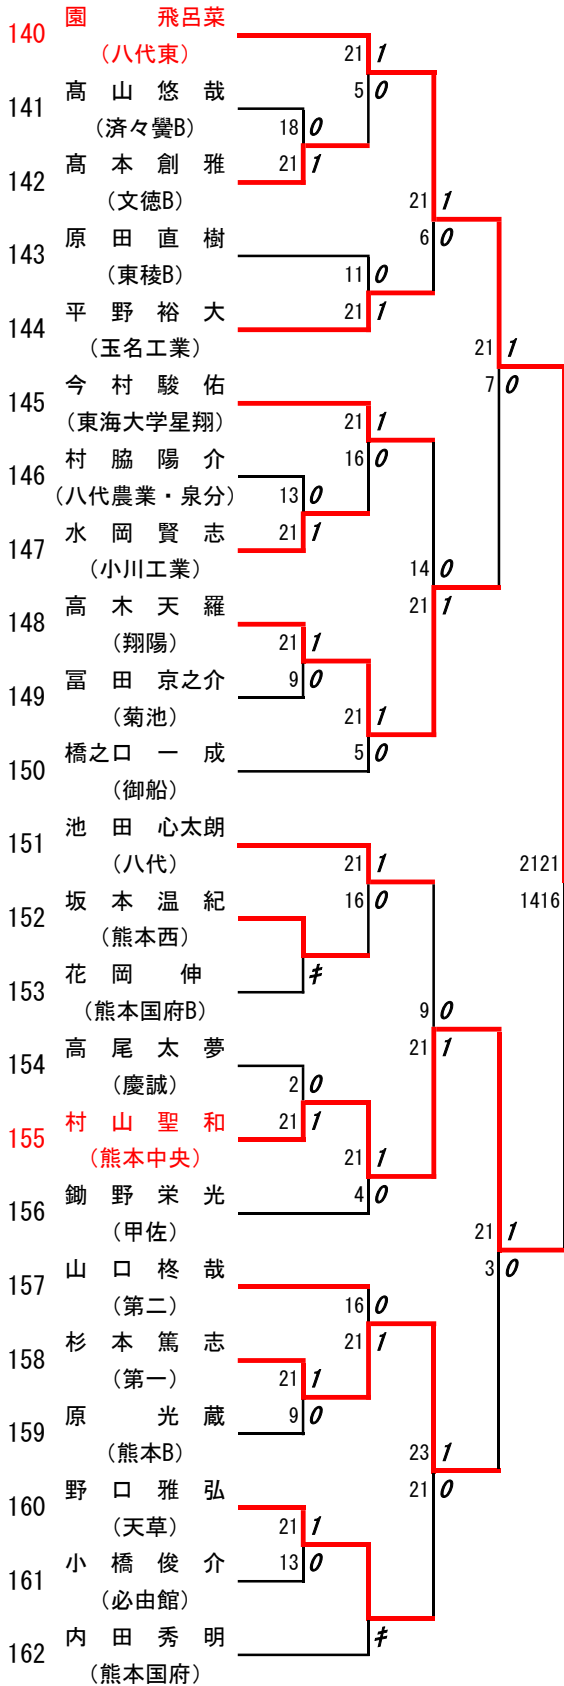 140 園 飛呂菜
(八代東)
21 1
5 0
141 髙山悠哉
(済々黌B)
18 0
21 1
142 髙本創雅
(文徳B)
21 1
6 0
143 原田直樹
(東稜B)
11 0
21 1
144 平野裕大
(玉名工業)
21 1
7 0
145 今村駿佑
(東海大学星翔)
21 1
16 0
146 村脇陽介
(八代農業・泉分)
13 0
21 1
147 水岡賢志
(小川工業)
14 0
21 1
148 高木天羅
(翔陽)
21 1
9 0
149 冨田京之介
(菊池)
21 1
5 0
150 橋之口一成
(御船)
151 池田心太朗
(八代)
21 1
16 0
2121
1416
152 坂本温紀
(熊本西)
キ
153 花岡 伸
(熊本国府B)
9 0
21 1
154 高尾太夢
(慶誠)
2 0
21 1
155 村山聖和
(熊本中央)
21 1
4 0
156 鋤野栄光
(甲佐)
21 1
3 0
157 山口柊哉
(第二)
16 0
21 1
158 杉本篤志
(第一)
21 1
9 0
159 原 光蔵
(熊本B)
23 1
21 0
160 野口雅弘
(天草)
21 1
13 0
161 小橋俊介
(必由館)
キ
162 内田秀明
(熊本国府)